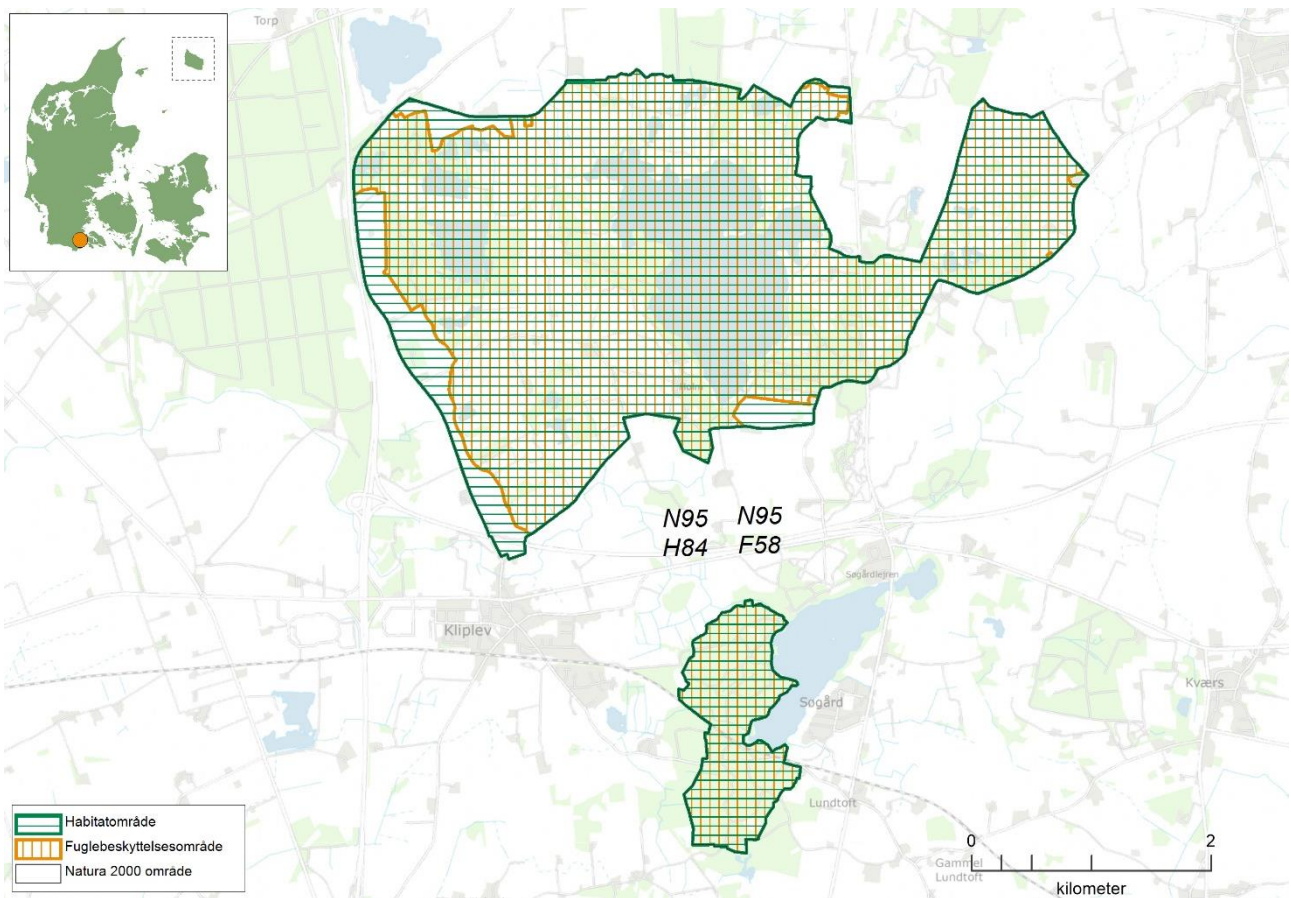 Torp
Holm
N95 N95
H84 F58
Søgårdlejren
Kliplev
Kværs
Søgård
Lundtoft
Gammel
Lundtoft
Habitatområde
Fuglebeskyttelsesområde
Natura 2000 område
0 2
kilometer